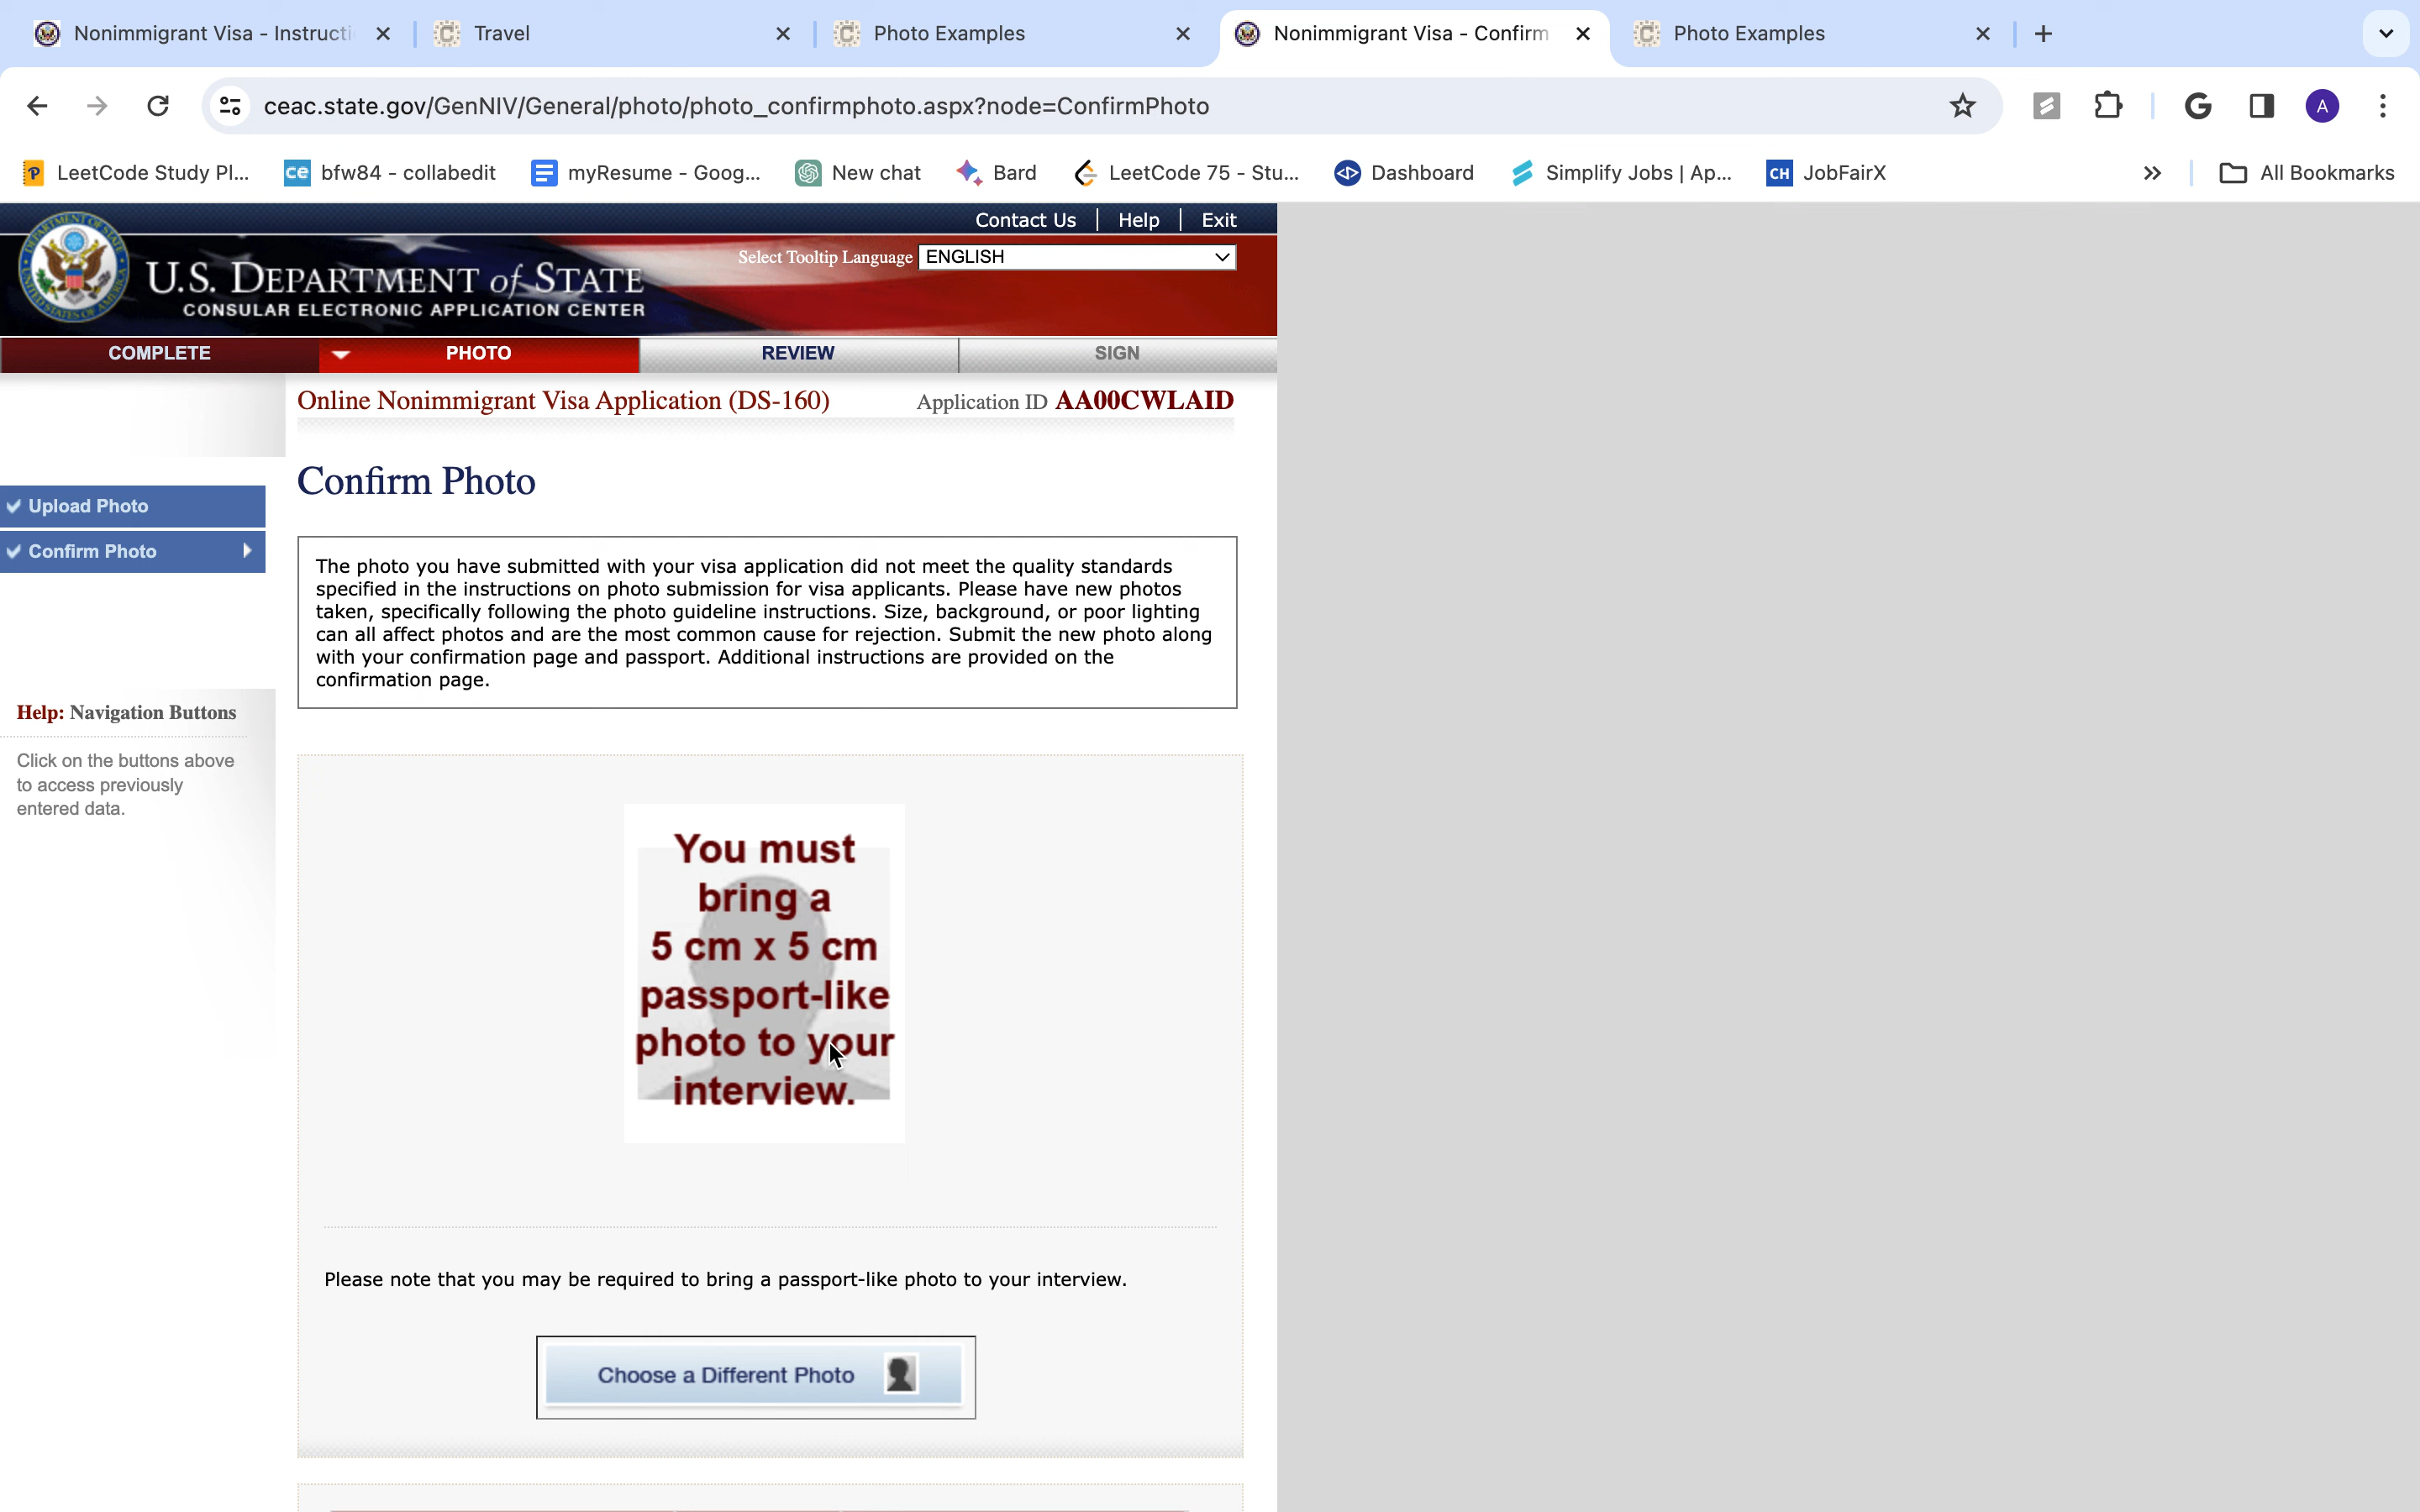 Nonimmigrant Visa - Instructi
Travel
Photo Examples
Nonimmigrant Visa - Confirm
Photo Examples
ceac.state.gov/GenNIV/General/photo/photo_confirmphoto.aspx?node=ConfirmPhoto
A
LeetCode Study Pl...
ce bfw84 - collabedit
myResume - Goog...
New chat
Bard
LeetCode 75 - Stu...
Dashboard
Simplify Jobs | Ap...
CH JobFairX
All Bookmarks
Contact Us | Help | Exit
Select Tooltip Language ENGLISH
U.S. DEPARTMENT of STATE
CONSULAR ELECTRONIC APPLICATION CENTER
COMPLETE PHOTO REVIEW SIGN
Online Nonimmigrant Visa Application (DS-160) Application ID AA00CWLAID
Confirm Photo
Upload Photo
Confirm Photo
The photo you have submitted with your visa application did not meet the quality standards
specified in the instructions on photo submission for visa applicants. Please have new photos
taken, specifically following the photo guideline instructions. Size, background, or poor lighting
can all affect photos and are the most common cause for rejection. Submit the new photo along
with your confirmation page and passport. Additional instructions are provided on the
confirmation page.
Help: Navigation Buttons
Click on the buttons above
to access previously
entered data.
You must
bring a
5 cm x 5 cm
passport-like
photo to your
interview.
Please note that you may be required to bring a passport-like photo to your interview.
Choose a Different Photo